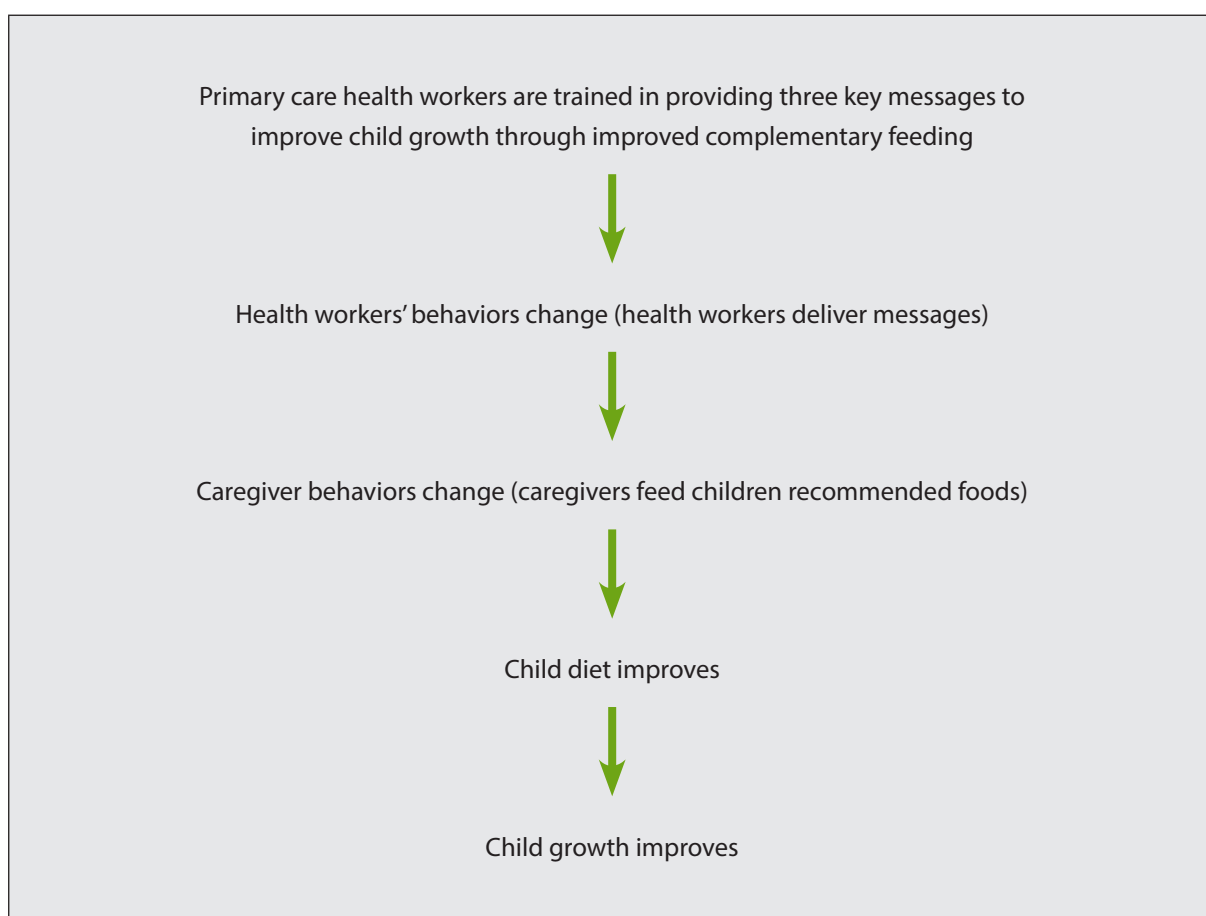 Primary care health workers are trained in providing three key messages to
improve child growth through improved complementary feeding
Health workers’ behaviors change (health workers deliver messages)
Caregiver behaviors change (caregivers feed children recommended foods)
Child diet improves
Child growth improves